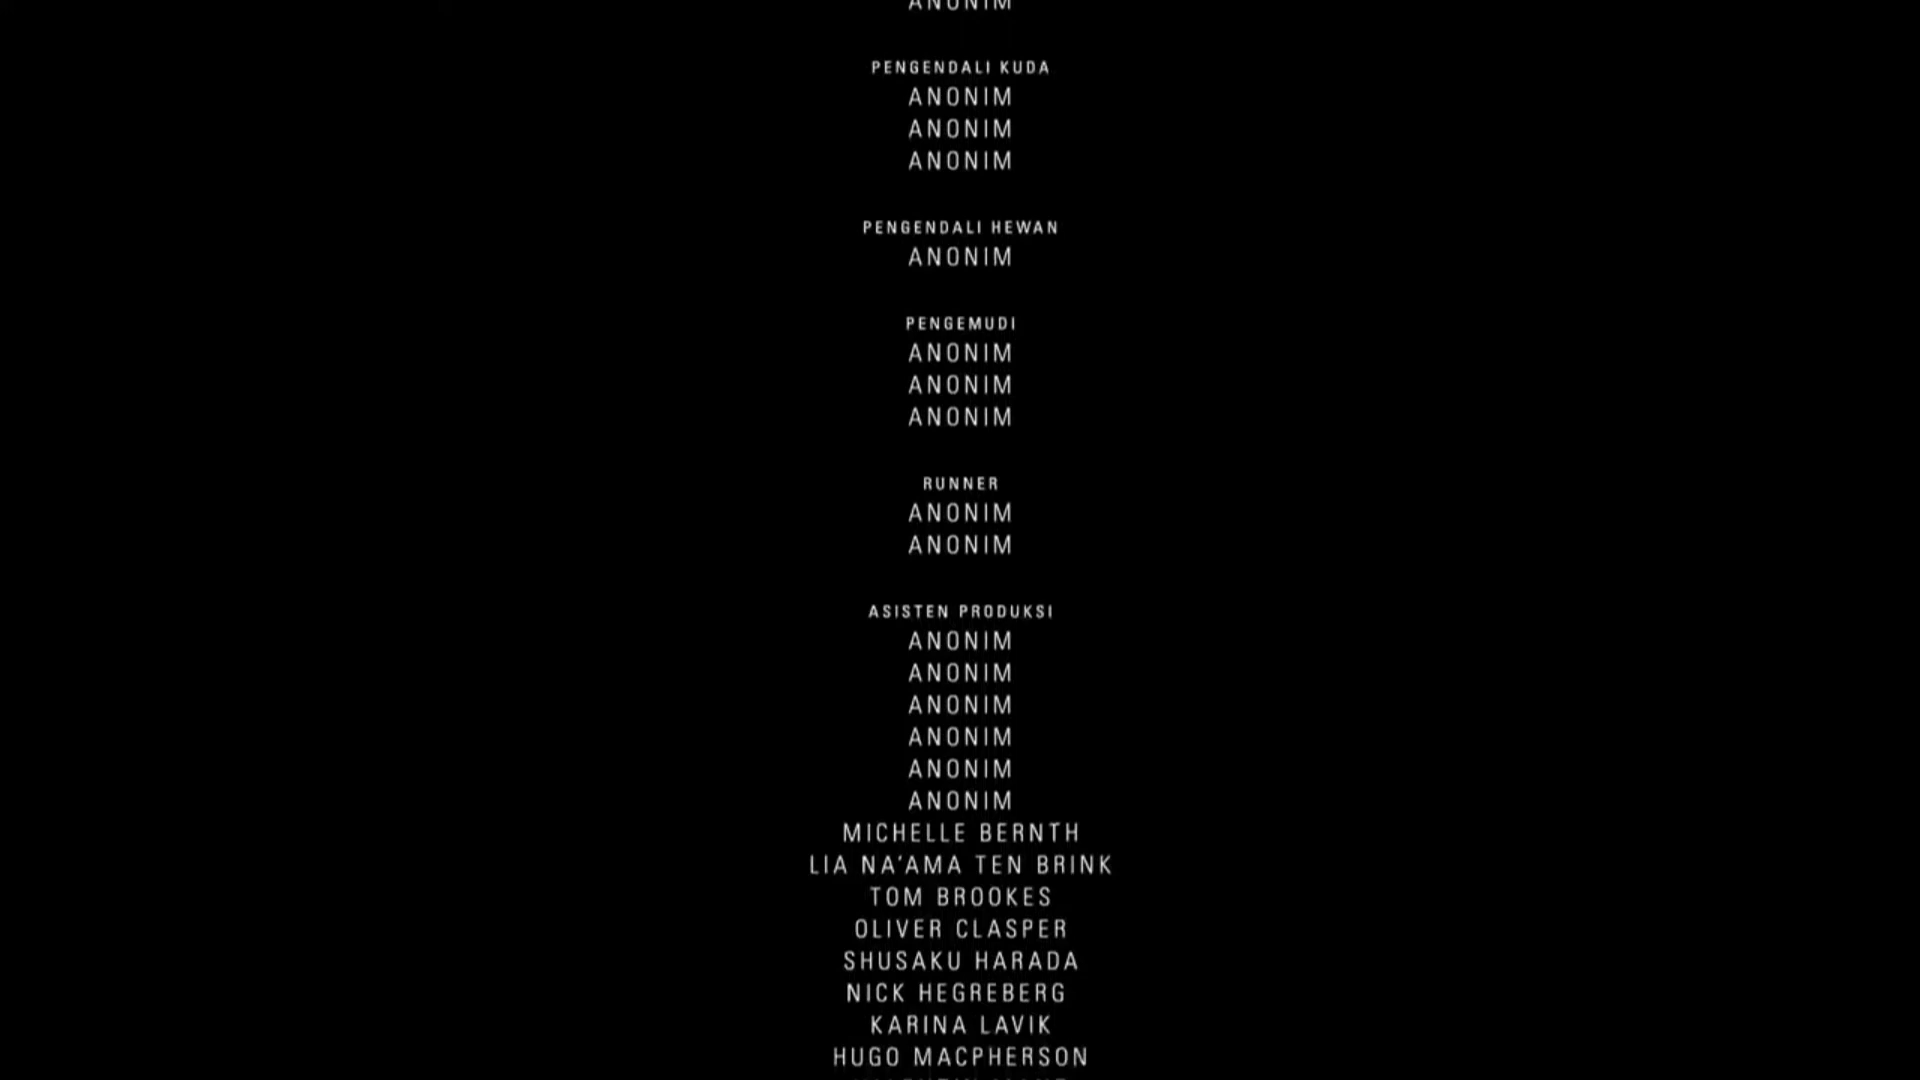 ANONIM
PENGENDALI KUDA
ANONIM
ANONIM
ANONIM
PENGENDALI HEWAN
ANONIM
PENGEMUDI
ANONIM
ANONIM
ANONIM
RUNNER
ANONIM
ANONIM
ASISTEN PRODUKSI
ANONIM
ANONIM
ANONIM
ANONIM
ANONIM
ANONIM
MICHELLE BERNTH
LIA NA‘AMA TEN BRINK
TOM BROOKES
OLIVER CLASPER
SHUSAKU HARADA
NICK HEGREBERG
KARINA LAVIK
HUGO MACPHERSON